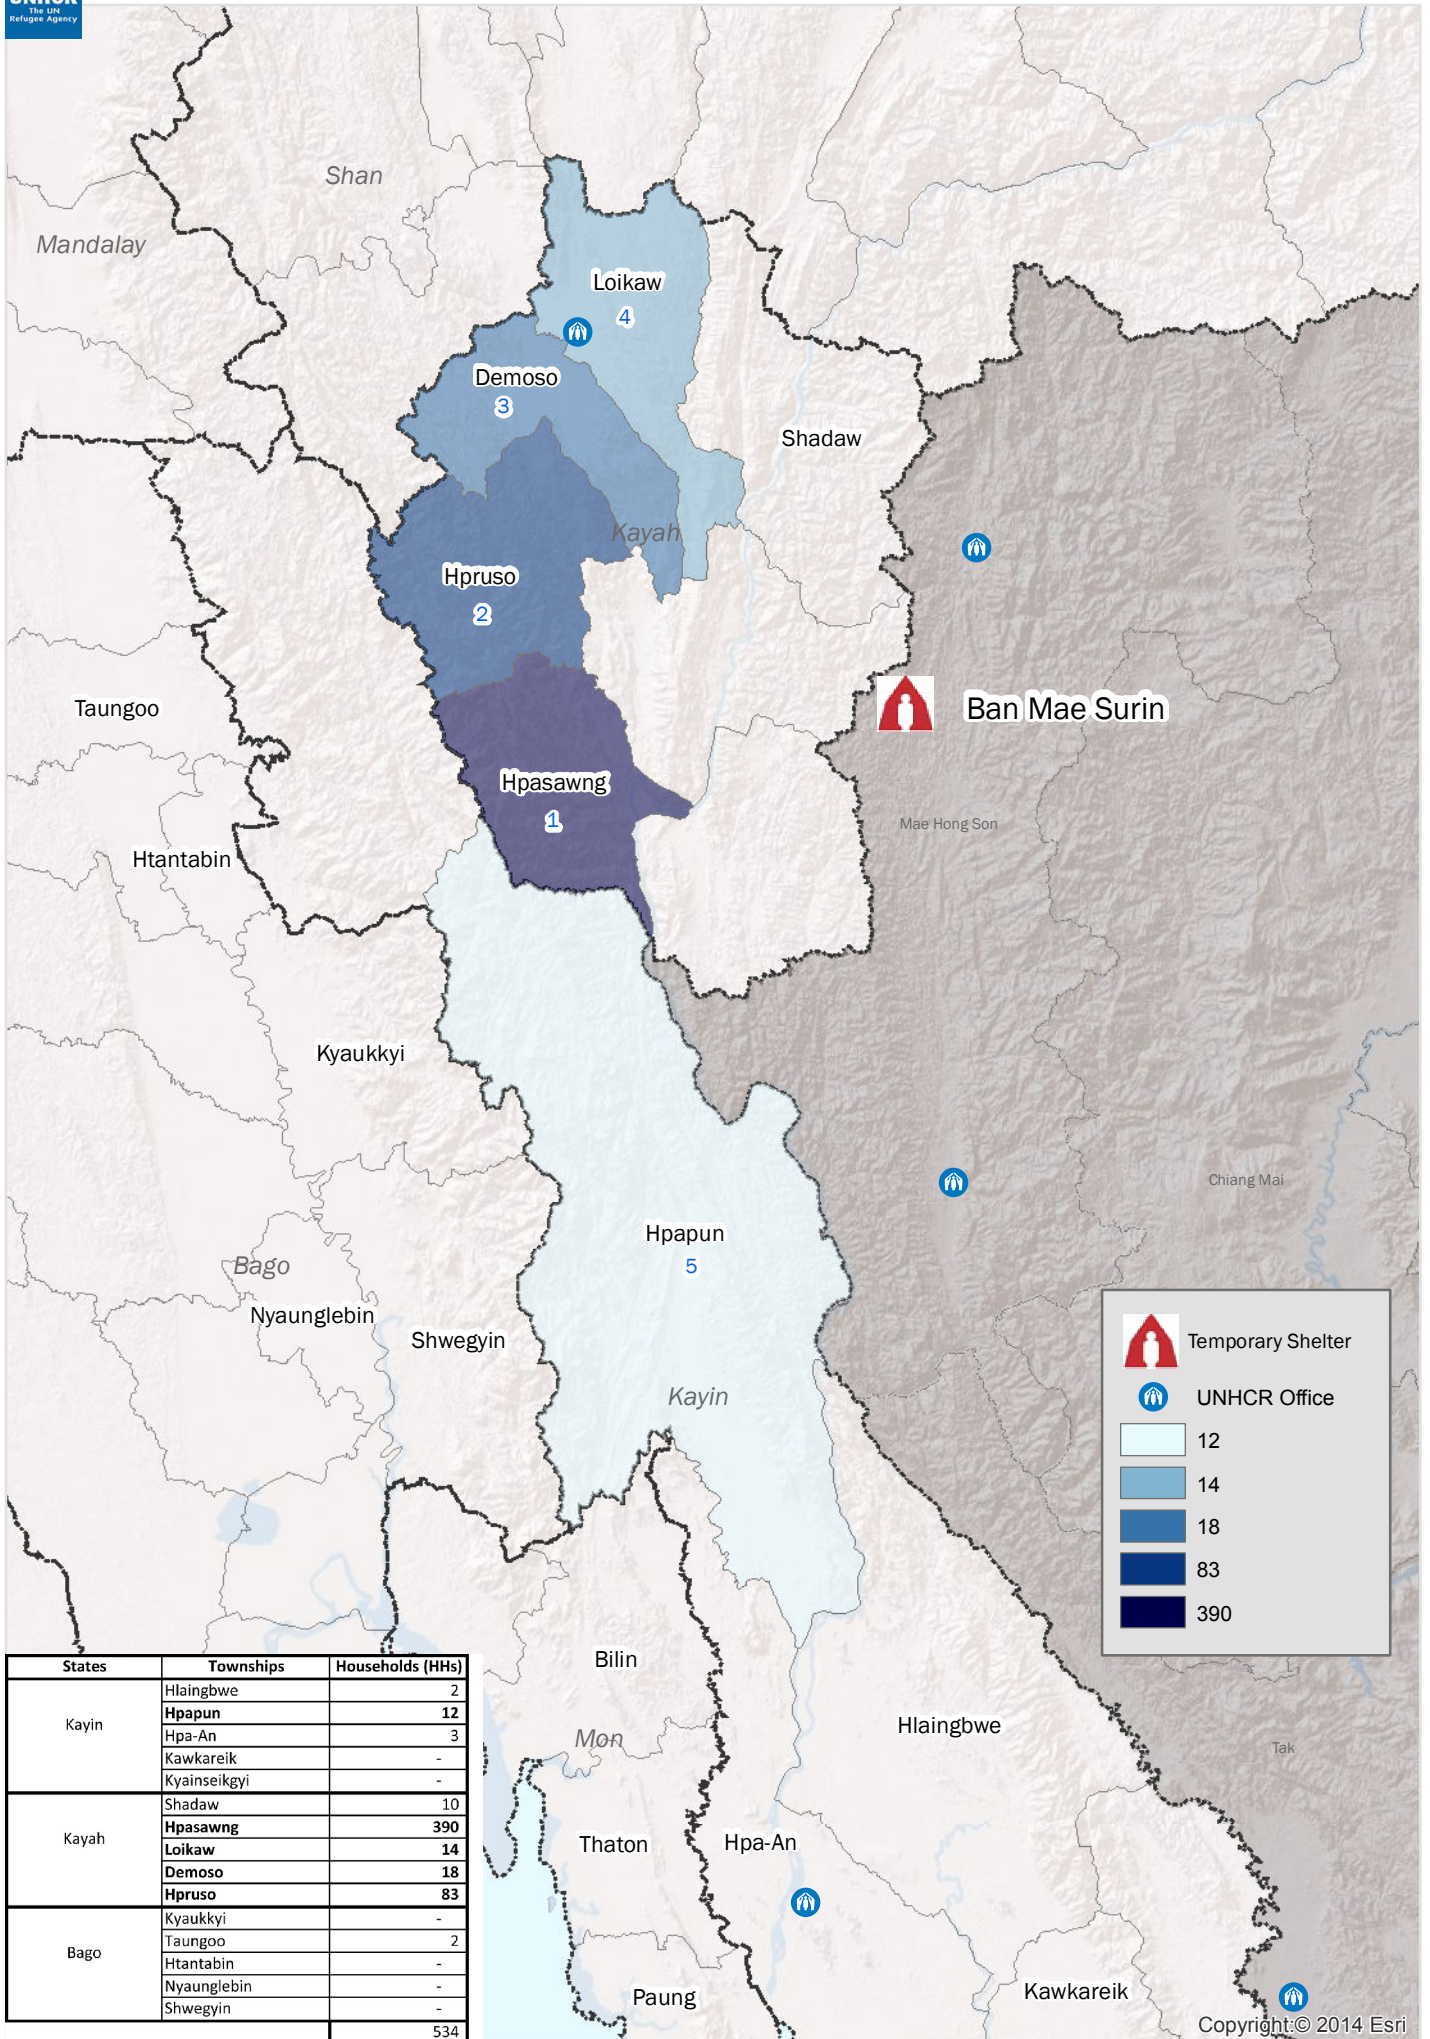 UNHCR
The UN
Refugee Agency
Shan
Mandalay
Loikaw
4
Demoso
3
Shadaw
Kayah
Hpruso
2
Taungoo
Ban Mae Surin
Hpasawng
1
Mae Hong Son
Htantabin
Kyaukkyi
Chiang Mai
Hpapun
5
Bago
Nyaunglebin
Shwegyin
Kayin
Temporary Shelter
UNHCR Office
12
14
18
83
390
Bilin
Hlaingbwe
Mon
Tak
Thaton
Hpa-An
Paung
Kawkareik
States Townships Households (HHs)
Kayin
Hlaingbwe 2
Hpapun 12
Hpa-An 3
Kawkareik -
Kyainseikgyi -
Kayah
Shadaw 10
Hpasawng 390
Loikaw 14
Demoso 18
Hpruso 83
Bago
Kyaukkyi -
Taungoo 2
Htantabin -
Nyaunglebin -
Shwegyin -
534
Copyright:© 2014 Esri